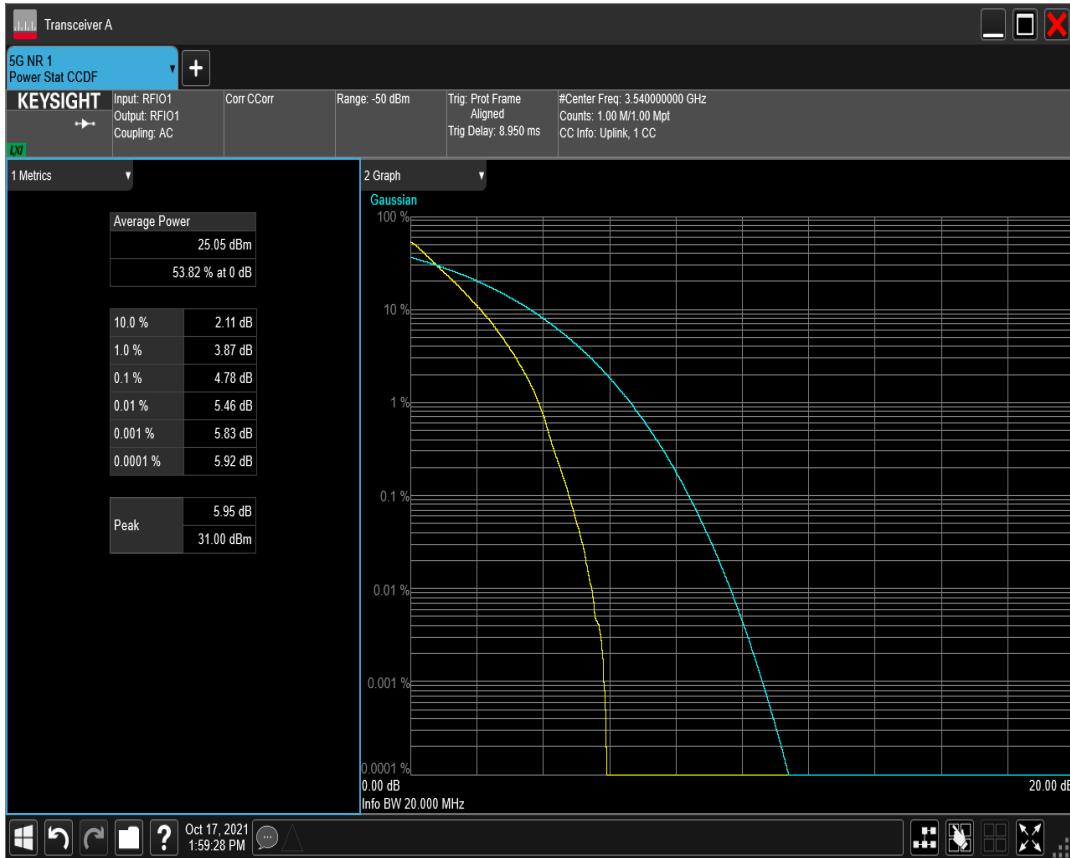 Transceiver A
5G NR 1
Power Stat CCDF
+
KEYSIGHT
LXI
Input: RFIO1
Output: RFIO1
Coupling: AC
Corr CCorr
Range: -50 dBm
Trig: Prot Frame
Aligned
Trig Delay: 8.950 ms
#Center Freq: 3.540000000 GHz
Counts: 1.00 M/1.00 Mpt
CC Info: Uplink, 1 CC
1 Metrics
Average Power
25.05 dBm
53.82 % at 0 dB
10.0 % 2.11 dB
1.0 % 3.87 dB
0.1 % 4.78 dB
0.01 % 5.46 dB
0.001 % 5.83 dB
0.0001 % 5.92 dB
Peak
5.95 dB
31.00 dBm
2 Graph
Gaussian
100 %
10 %
1 %
0.1 %
0.01 %
0.001 %
0.0001 %
0.00 dB 20.00 dB
Info BW 20.000 MHz
?
Oct 17, 2021
1:59:28 PM